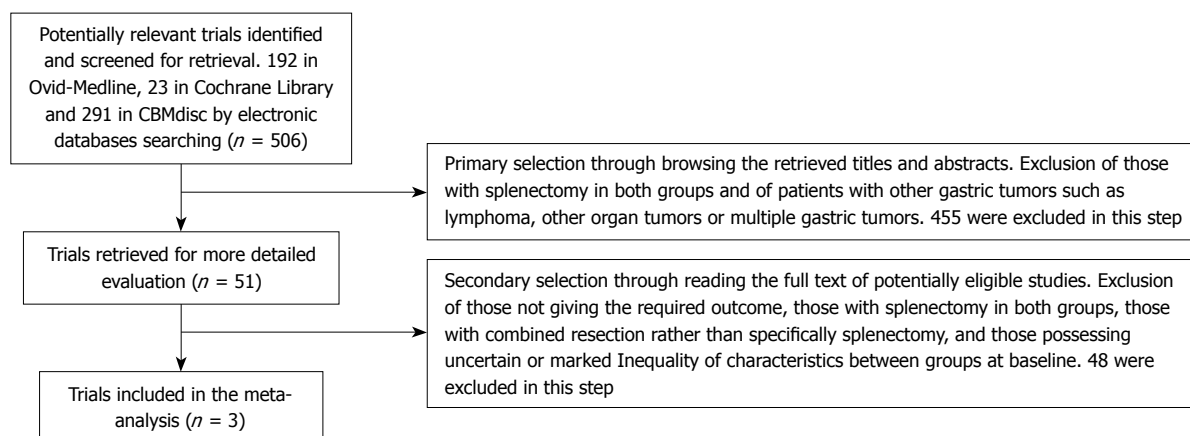 Potentially relevant trials identified
and screened for retrieval. 192 in
Ovid-Medline, 23 in Cochrane Library
and 291 in CBMdisc by electronic
databases searching (n = 506)
Primary selection through browsing the retrieved titles and abstracts. Exclusion of those
with splenectomy in both groups and of patients with other gastric tumors such as
lymphoma, other organ tumors or multiple gastric tumors. 455 were excluded in this step
Trials retrieved for more detailed
evaluation (n = 51)
Secondary selection through reading the full text of potentially eligible studies. Exclusion
of those not giving the required outcome, those with splenectomy in both groups, those
with combined resection rather than specifically splenectomy, and those possessing
uncertain or marked Inequality of characteristics between groups at baseline. 48 were
excluded in this step
Trials included in the meta-
analysis (n = 3)